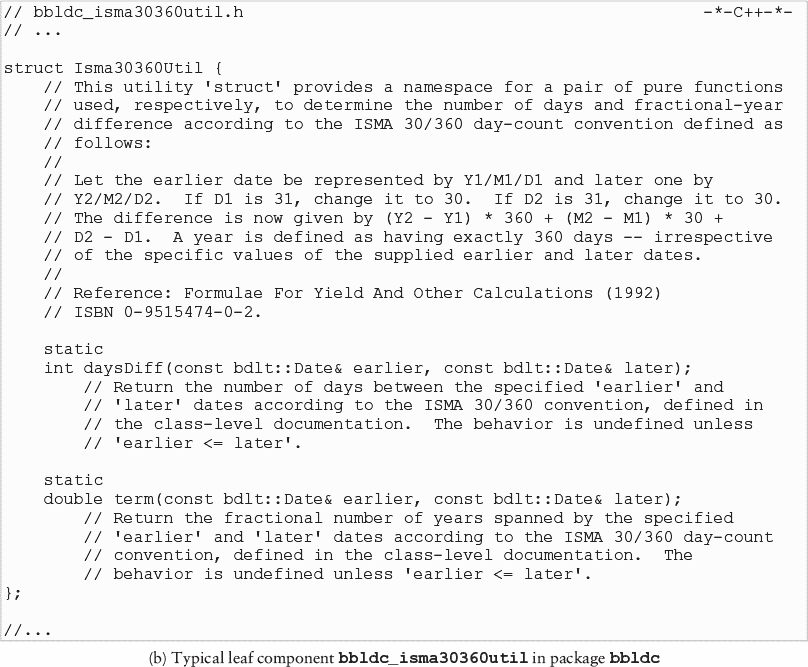 // bbldc_isma30360util.h                                              -*-C++-*-
// ...
struct Isma30360Util {
    // This utility 'struct' provides a namespace for a pair of pure functions
    // used, respectively, to determine the number of days and fractional-year
    // difference according to the ISMA 30/360 day-count convention defined as
    // follows:
    //
    // Let the earlier date be represented by Y1/M1/D1 and later one by
    // Y2/M2/D2.  If D1 is 31, change it to 30.  If D2 is 31, change it to 30.
    // The difference is now given by (Y2 - Y1) * 360 + (M2 - M1) * 30 +
    // D2 - D1.  A year is defined as having exactly 360 days -- irrespective
    // of the specific values of the supplied earlier and later dates.
    //
    // Reference: Formulae For Yield And Other Calculations (1992)
    // ISBN 0-9515474-0-2.
    static
    int daysDiff(const bdlt::Date& earlier, const bdlt::Date& later);
        // Return the number of days between the specified 'earlier' and
        // 'later' dates according to the ISMA 30/360 convention, defined in
        // the class-level documentation.  The behavior is undefined unless
        // 'earlier <= later'.
    static
    double term(const bdlt::Date& earlier, const bdlt::Date& later);
        // Return the fractional number of years spanned by the specified
        // 'earlier' and 'later' dates according to the ISMA 30/360 day-count
        // convention, defined in the class-level documentation.  The
        // behavior is undefined unless 'earlier <= later'.
};
//...
(b) Typical leaf component bbldc_isma30360util in package bbldc